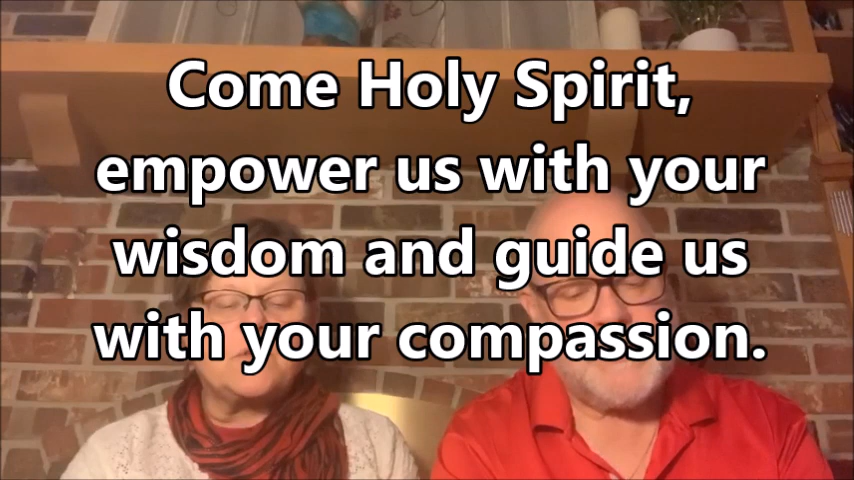 Come Holy Spirit,
empower us with your
wisdom and guide us
with your compassion.